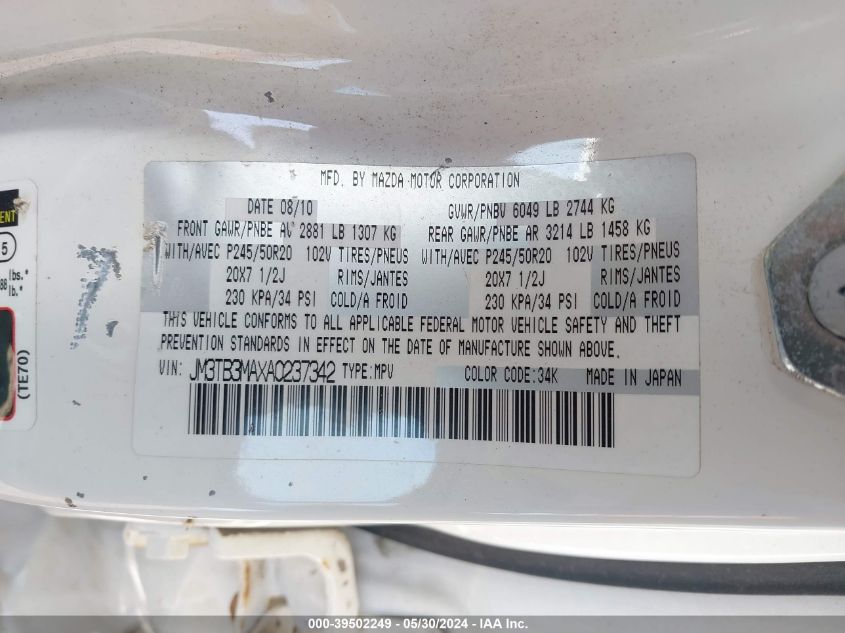 MFD. BY MAZDA MOTOR CORPORATION
DATE 08/10 GVWR/PNBV 6049 LB 2744 KG
FRONT GAWR/PNBE AV 2881 LB 1307 KG REAR GAWR/PNBE AR 3214 LB 1458 KG
WITH/AVEC P245/50R20 102V TIRES/PNEUS WITH/AVEC P245/50R20 102V TIRES/PNEUS
20X7 1/2J RIMS/JANTES 20X7 1/2J RIMS/JANTES
230 KPA/34 PSI COLD/A FROID 230 KPA/34 PSI COLD/A FROID
THIS VEHICLE CONFORMS TO ALL APPLICABLE FEDERAL MOTOR VEHICLE SAFETY AND THEFT
PREVENTION STANDARDS IN EFFECT ON THE DATE OF MANUFACTURE SHOWN ABOVE.
VIN: JM3TB3MAXA0237342 TYPE:MPV COLOR CODE:34K MADE IN JAPAN
A
5
lbs.*
lb.*
(TE70)
000-39502249 - 05/30/2024 - IAA Inc.